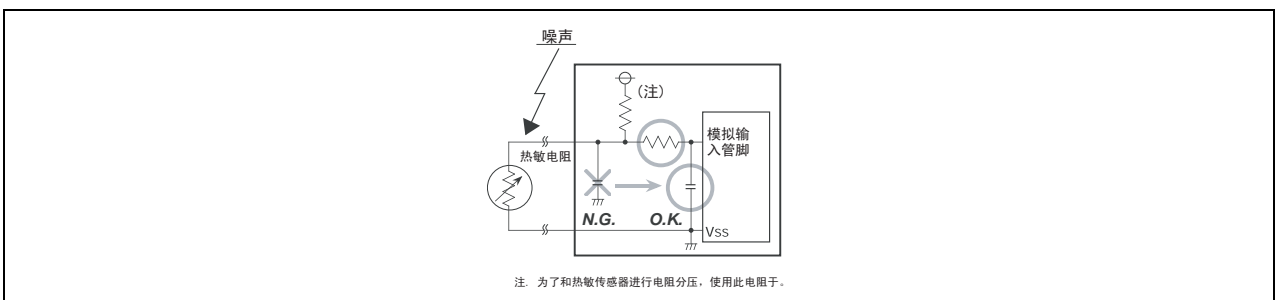 噪声
(注)
模拟输
入管脚
热敏电阻
N.G.
O.K.
Vss
注. 为了和热敏传感器进行电阻分压，使用此电阻于。